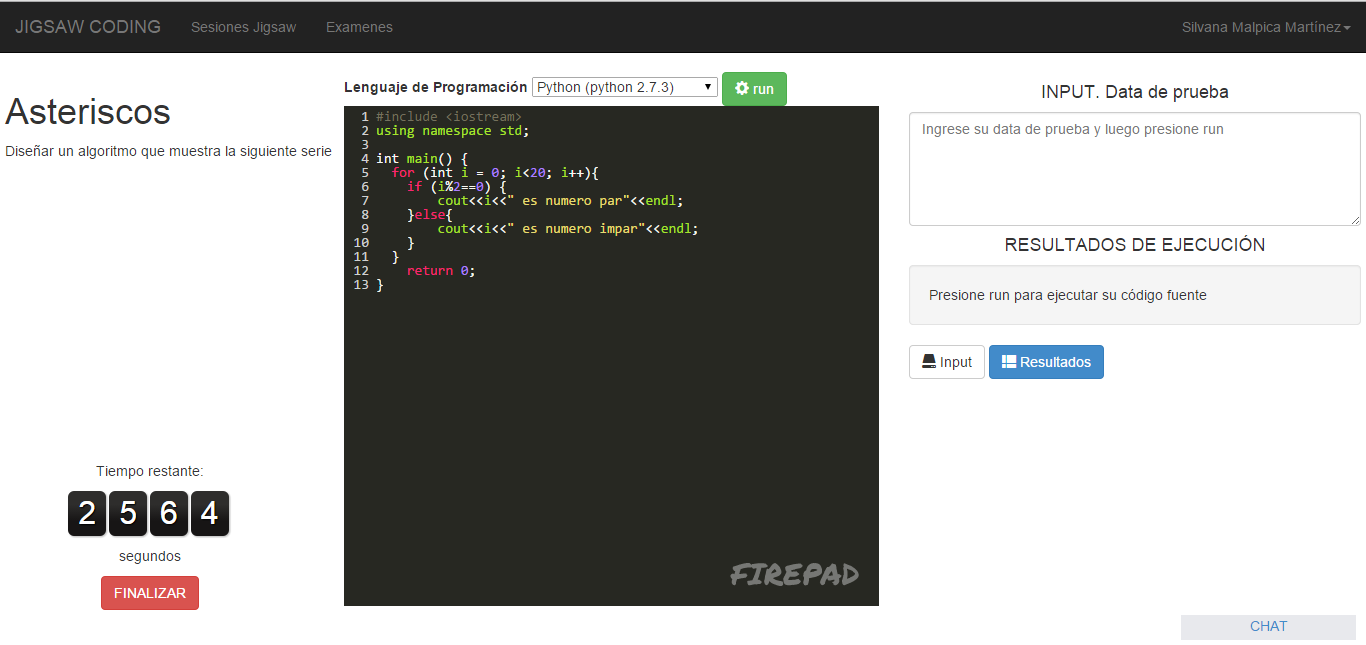 JIGSAW CODING Sesiones Jigsaw Examenes Silvana Malpica Martínez
Asteriscos
Diseñar un algoritmo que muestra la siguiente serie
Tiempo restante:
2 5 6 4
segundos
FINALIZAR
Lenguaje de Programación Python (python 2.7.3) run
1 #include <iostream>
2 using namespace std;
3
4 int main() {
5   for (int i = 0; i<20; i++){
6     if (i%2==0) {
7         cout<<i<<" es numero par"<<endl;
8     }else{
9         cout<<i<<" es numero impar"<<endl;
10     }
11   }
12     return 0;
13 }
FIREPAD
INPUT. Data de prueba
Ingrese su data de prueba y luego presione run
RESULTADOS DE EJECUCIÓN
Presione run para ejecutar su código fuente
Input Resultados
CHAT